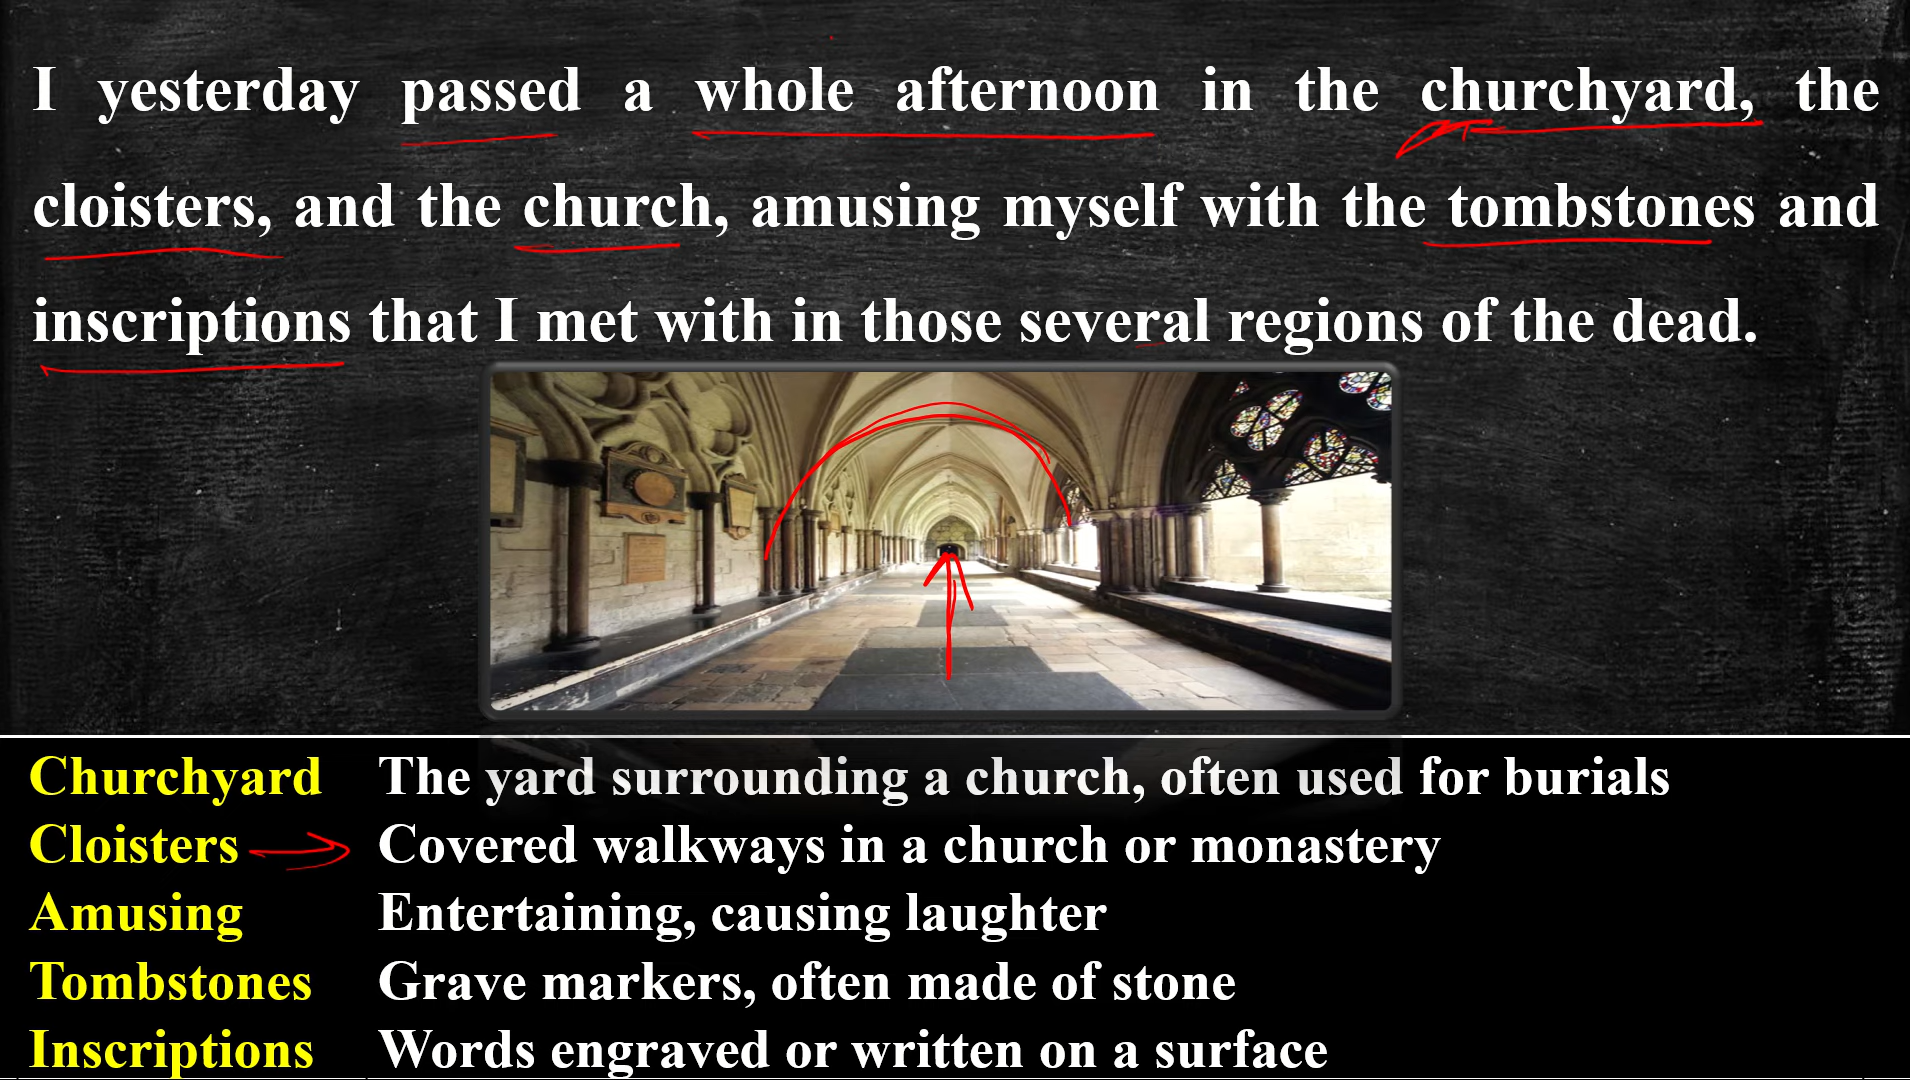 I yesterday passed a whole afternoon in the churchyard, the
cloisters, and the church, amusing myself with the tombstones and
inscriptions that I met with in those several regions of the dead.
Churchyard The yard surrounding a church, often used for burials
Cloisters Covered walkways in a church or monastery
Amusing Entertaining, causing laughter
Tombstones Grave markers, often made of stone
Inscriptions Words engraved or written on a surface